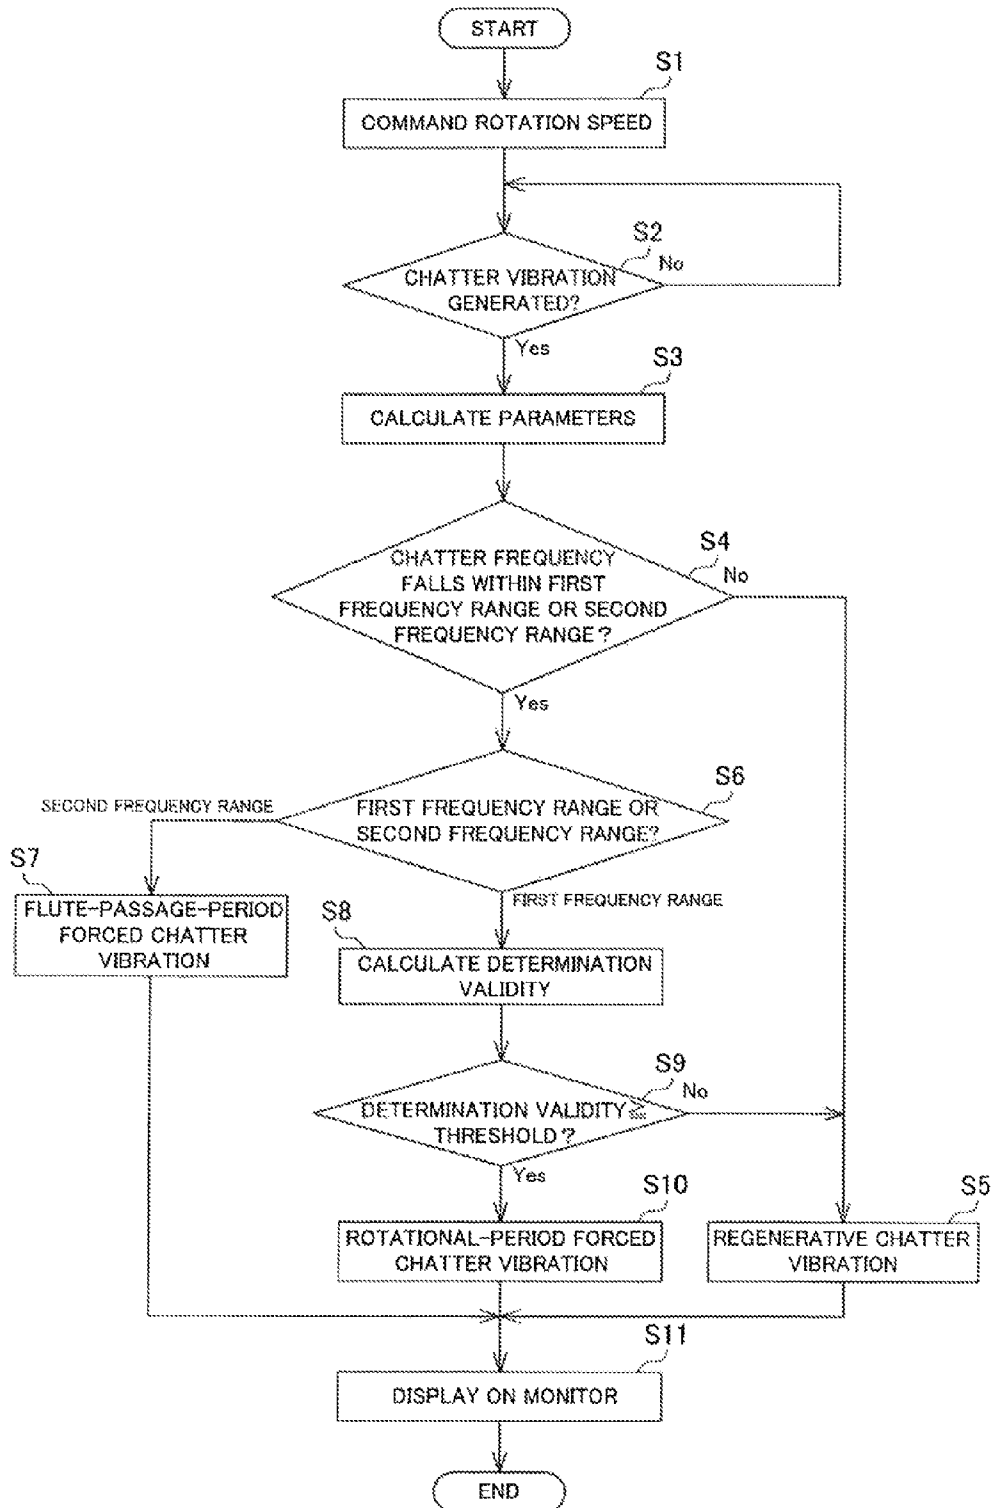 START
S1
COMMAND ROTATION SPEED
S2
No
CHATTER VIBRATION
GENERATED?
Yes
S3
CALCULATE PARAMETERS
S4
No
CHATTER FREQUENCY
FALLS WITHIN FIRST
FREQUENCY RANGE OR SECOND
FREQUENCY RANGE?
Yes
S6
SECOND FREQUENCY RANGE
FIRST FREQUENCY RANGE OR
SECOND FREQUENCY RANGE?
S7
FLUTE-PASSAGE-PERIOD
FORCED CHATTER
VIBRATION
FIRST FREQUENCY RANGE
S8
CALCULATE DETERMINATION
VALIDITY
S9
No
DETERMINATION VALIDITY ≧
THRESHOLD?
Yes
S10
ROTATIONAL-PERIOD FORCED
CHATTER VIBRATION
S5
REGENERATIVE CHATTER
VIBRATION
S11
DISPLAY ON MONITOR
END